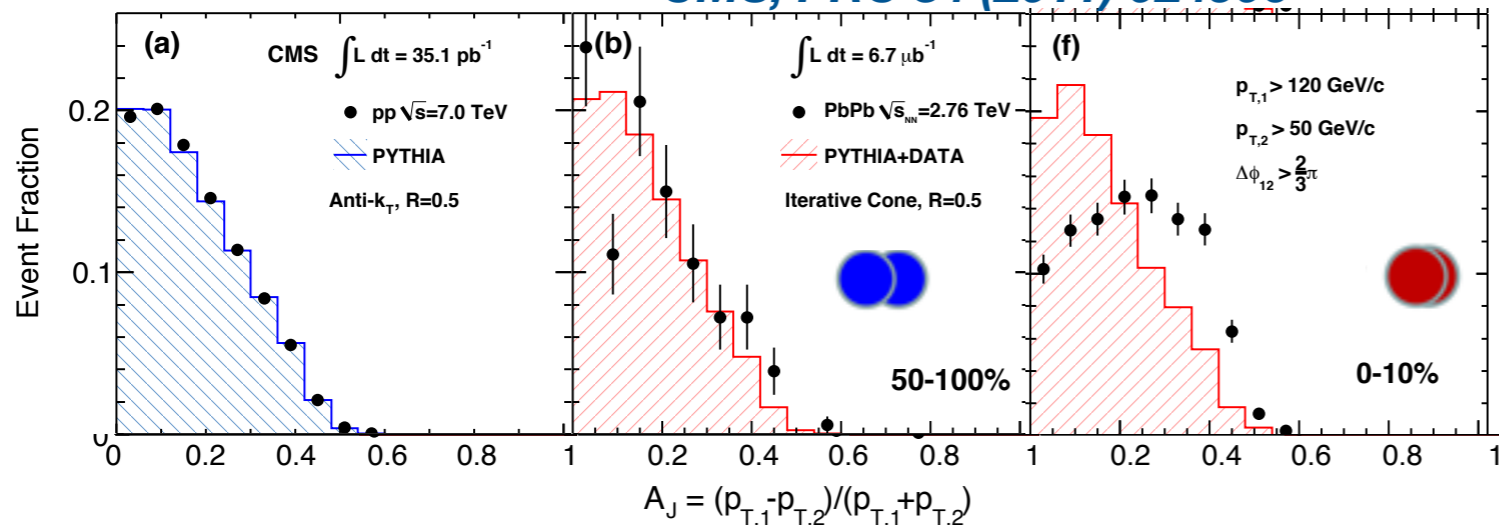 (a)
CMS ∫L dt = 35.1 pb⁻¹
pp √s=7.0 TeV
PYTHIA
Anti-k_T, R=0.5
(b)
∫L dt = 6.7 μb⁻¹
PbPb √s_NN=2.76 TeV
PYTHIA+DATA
Iterative Cone, R=0.5
50-100%
(f)
p_T,1 > 120 GeV/c
p_T,2 > 50 GeV/c
Δϕ₁₂ > 2/3 π
0-10%
Event Fraction
0.2
0.1
0 0.2 0.4 0.6 0.8 1 0.2 0.4 0.6 0.8 1 0.2 0.4 0.6 0.8 1
A_J = (p_T,1-p_T,2)/(p_T,1+p_T,2)